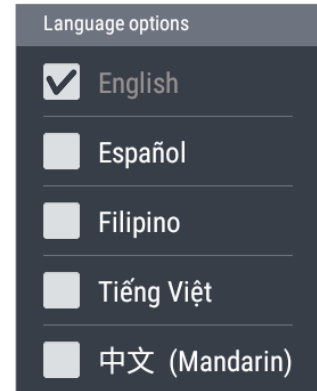 Language options
English
Español
Filipino
Tiếng Việt
中文 (Mandarin)